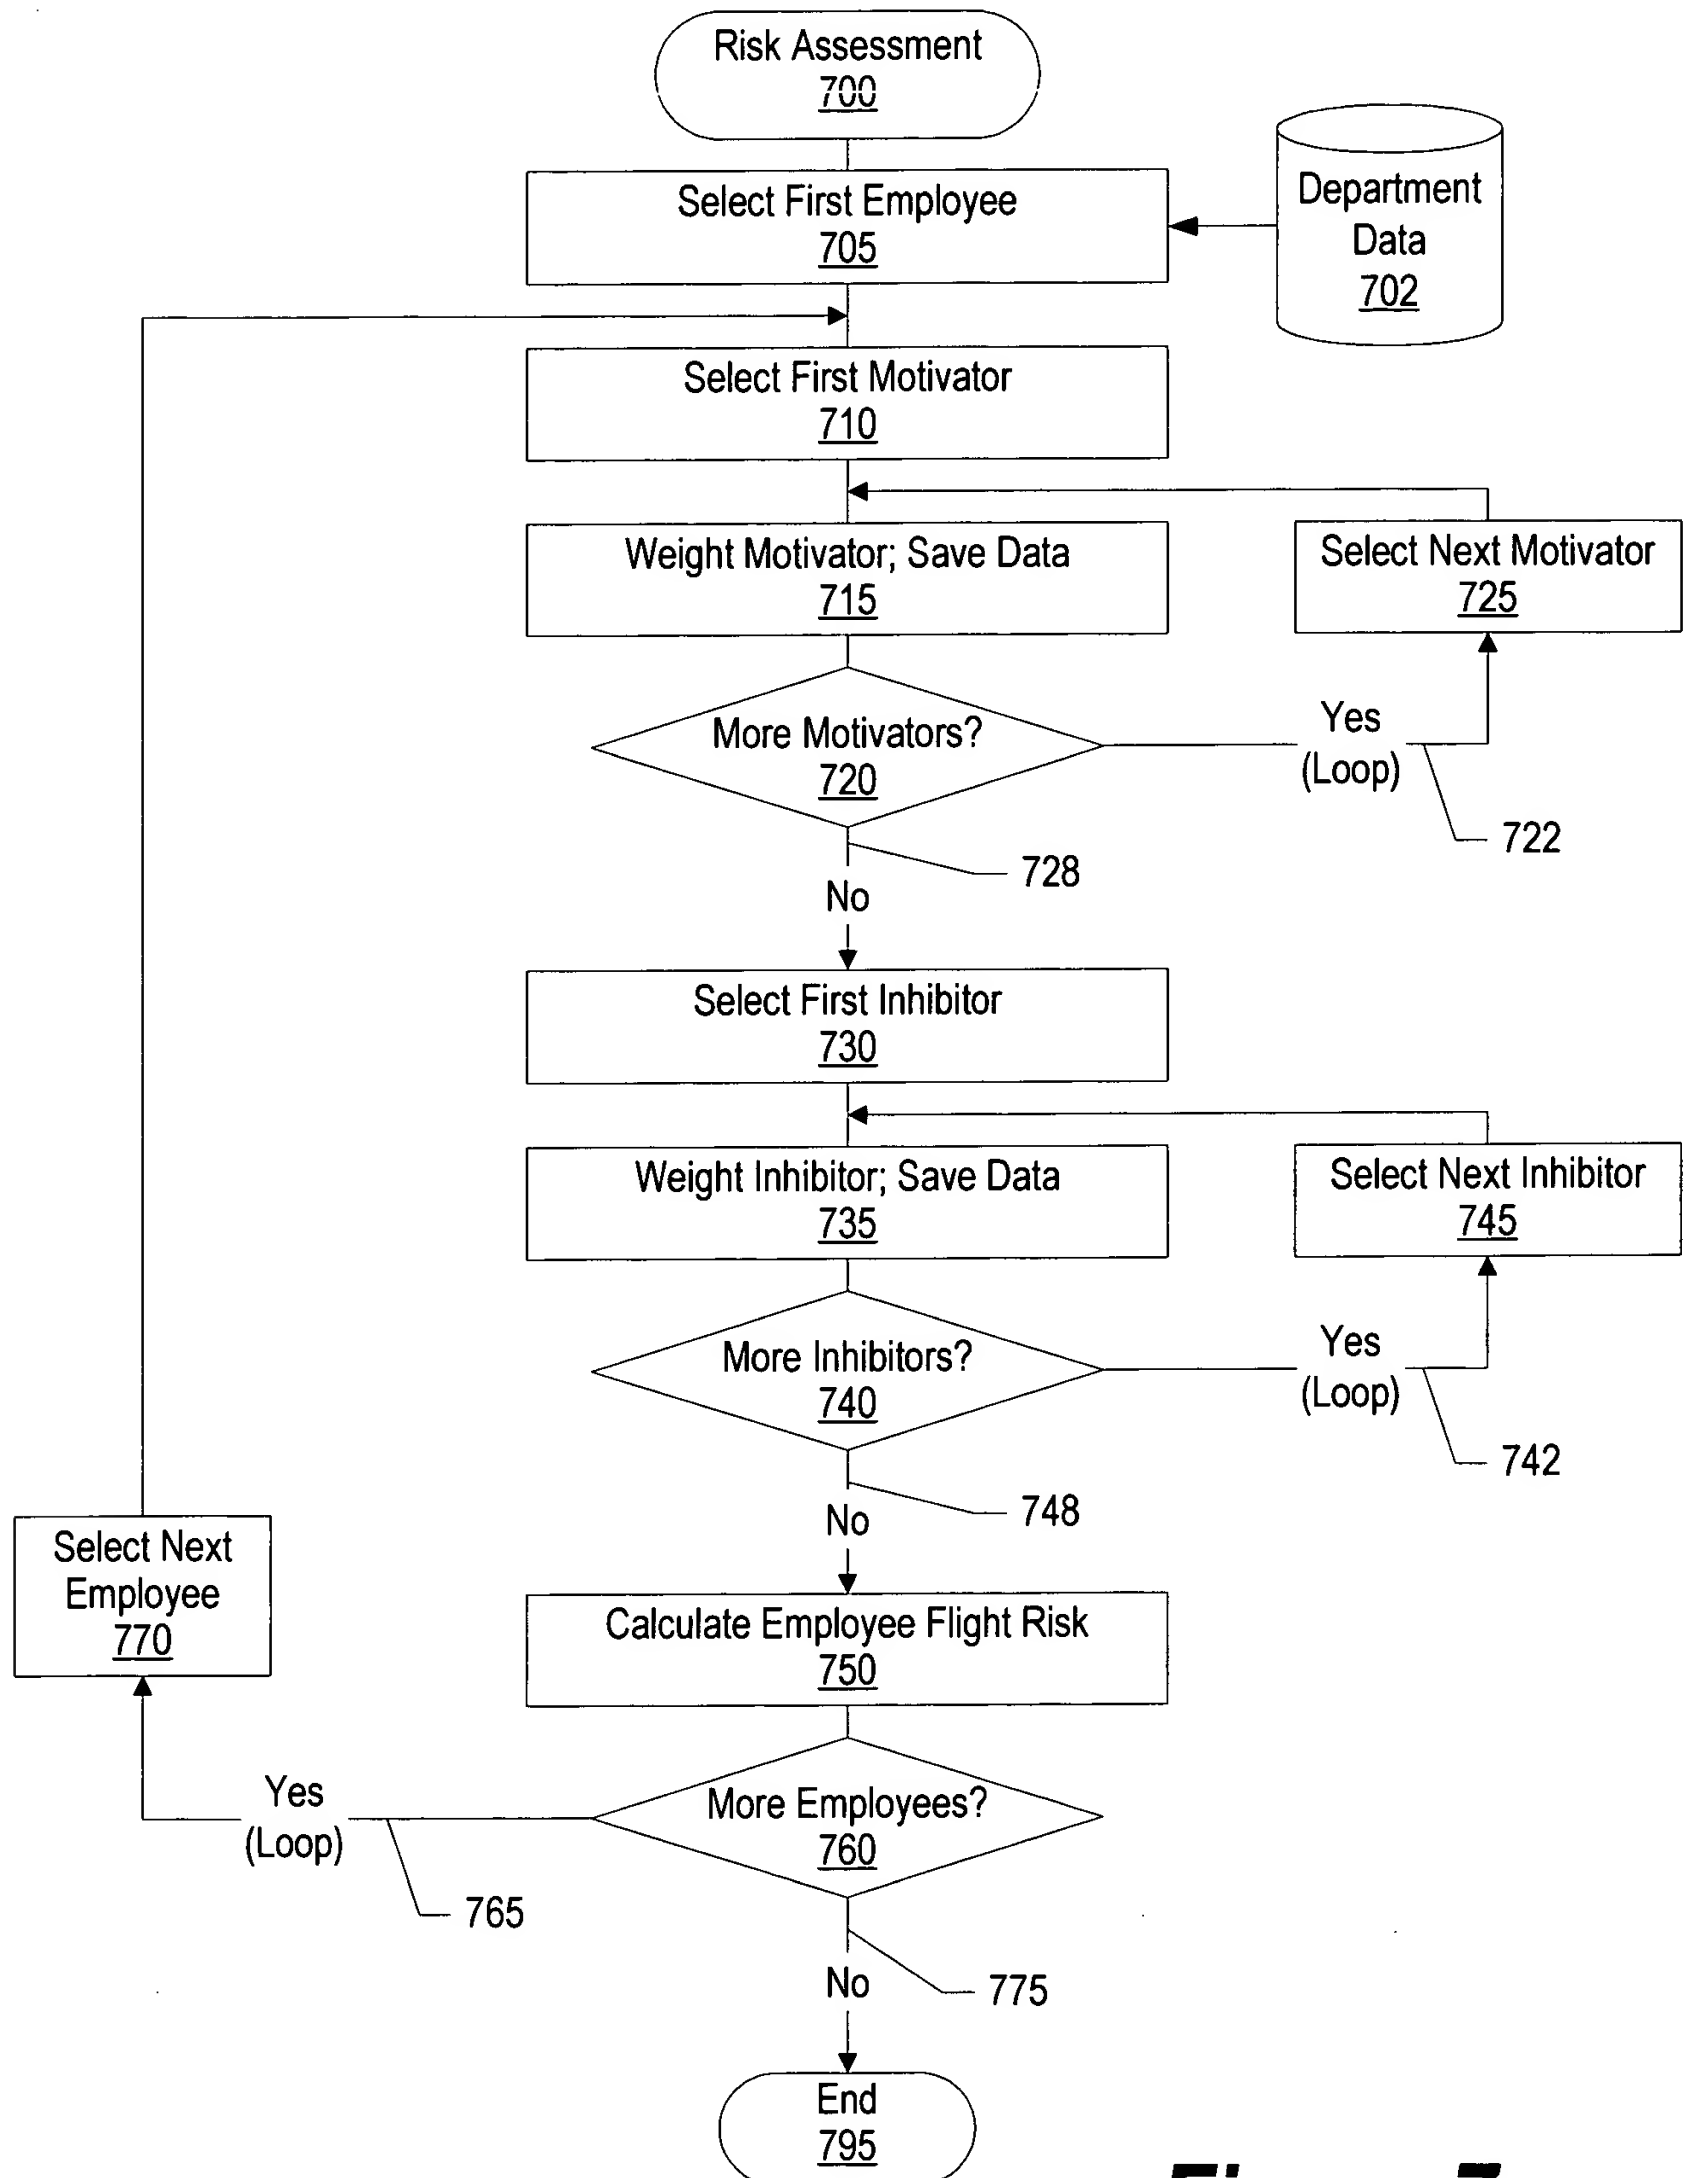 Risk Assessment
700
Select First Employee
705
Department
Data
702
Select First Motivator
710
Weight Motivator; Save Data
715
Select Next Motivator
725
More Motivators?
720
Yes
(Loop)
722
728
No
Select First Inhibitor
730
Weight Inhibitor; Save Data
735
Select Next Inhibitor
745
More Inhibitors?
740
Yes
(Loop)
742
748
No
Select Next
Employee
770
Calculate Employee Flight Risk
750
More Employees?
760
Yes
(Loop)
765
775
No
End
795